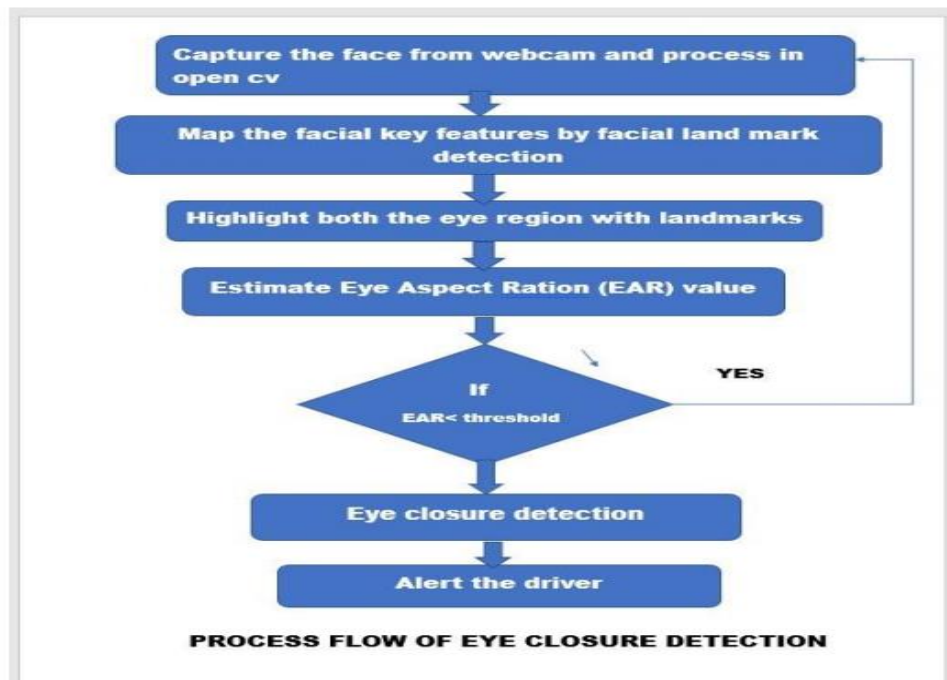 Capture the face from webcam and process in
open cv
Map the facial key features by facial land mark
detection
Highlight both the eye region with landmarks
Estimate Eye Aspect Ration (EAR) value
If
EAR< threshold
YES
Eye closure detection
Alert the driver
PROCESS FLOW OF EYE CLOSURE DETECTION